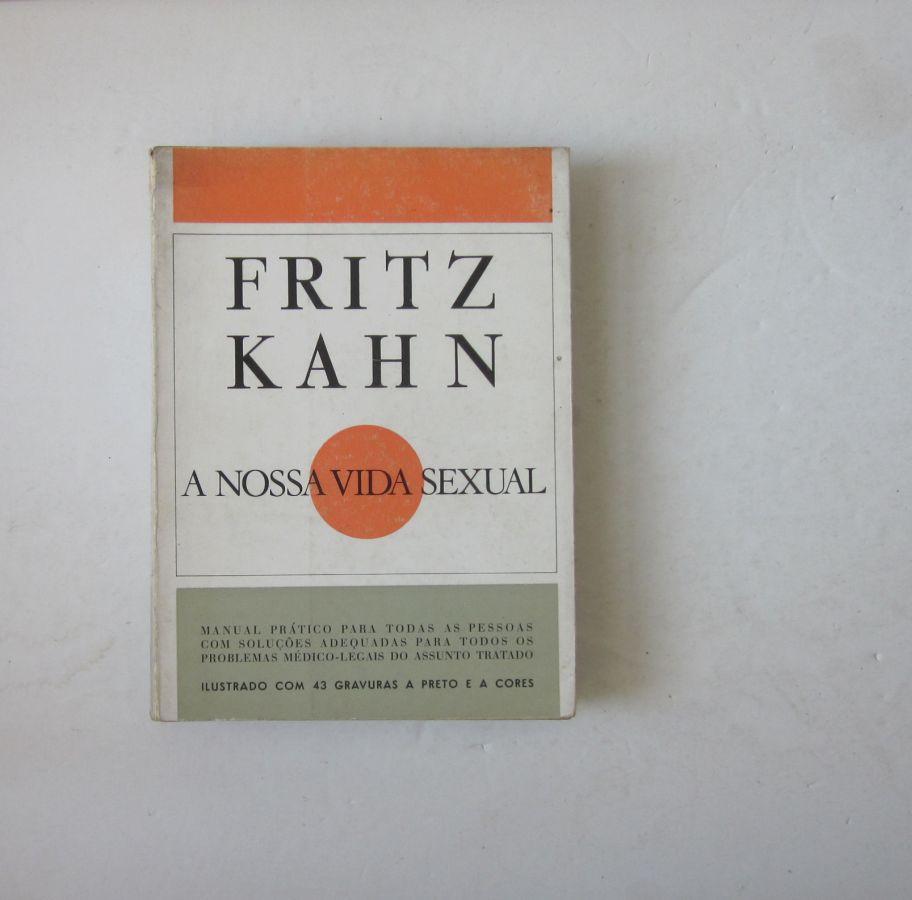 FRITZ
KAHN
A NOSSA VIDA SEXUAL
MANUAL PRÁTICO PARA TODAS AS PESSOAS
COM SOLUÇÕES ADEQUADAS PARA TODOS OS
PROBLEMAS MÉDICO-LEGAIS DO ASSUNTO TRATADO
ILUSTRADO COM 43 GRAVURAS A PRETO E A CORES